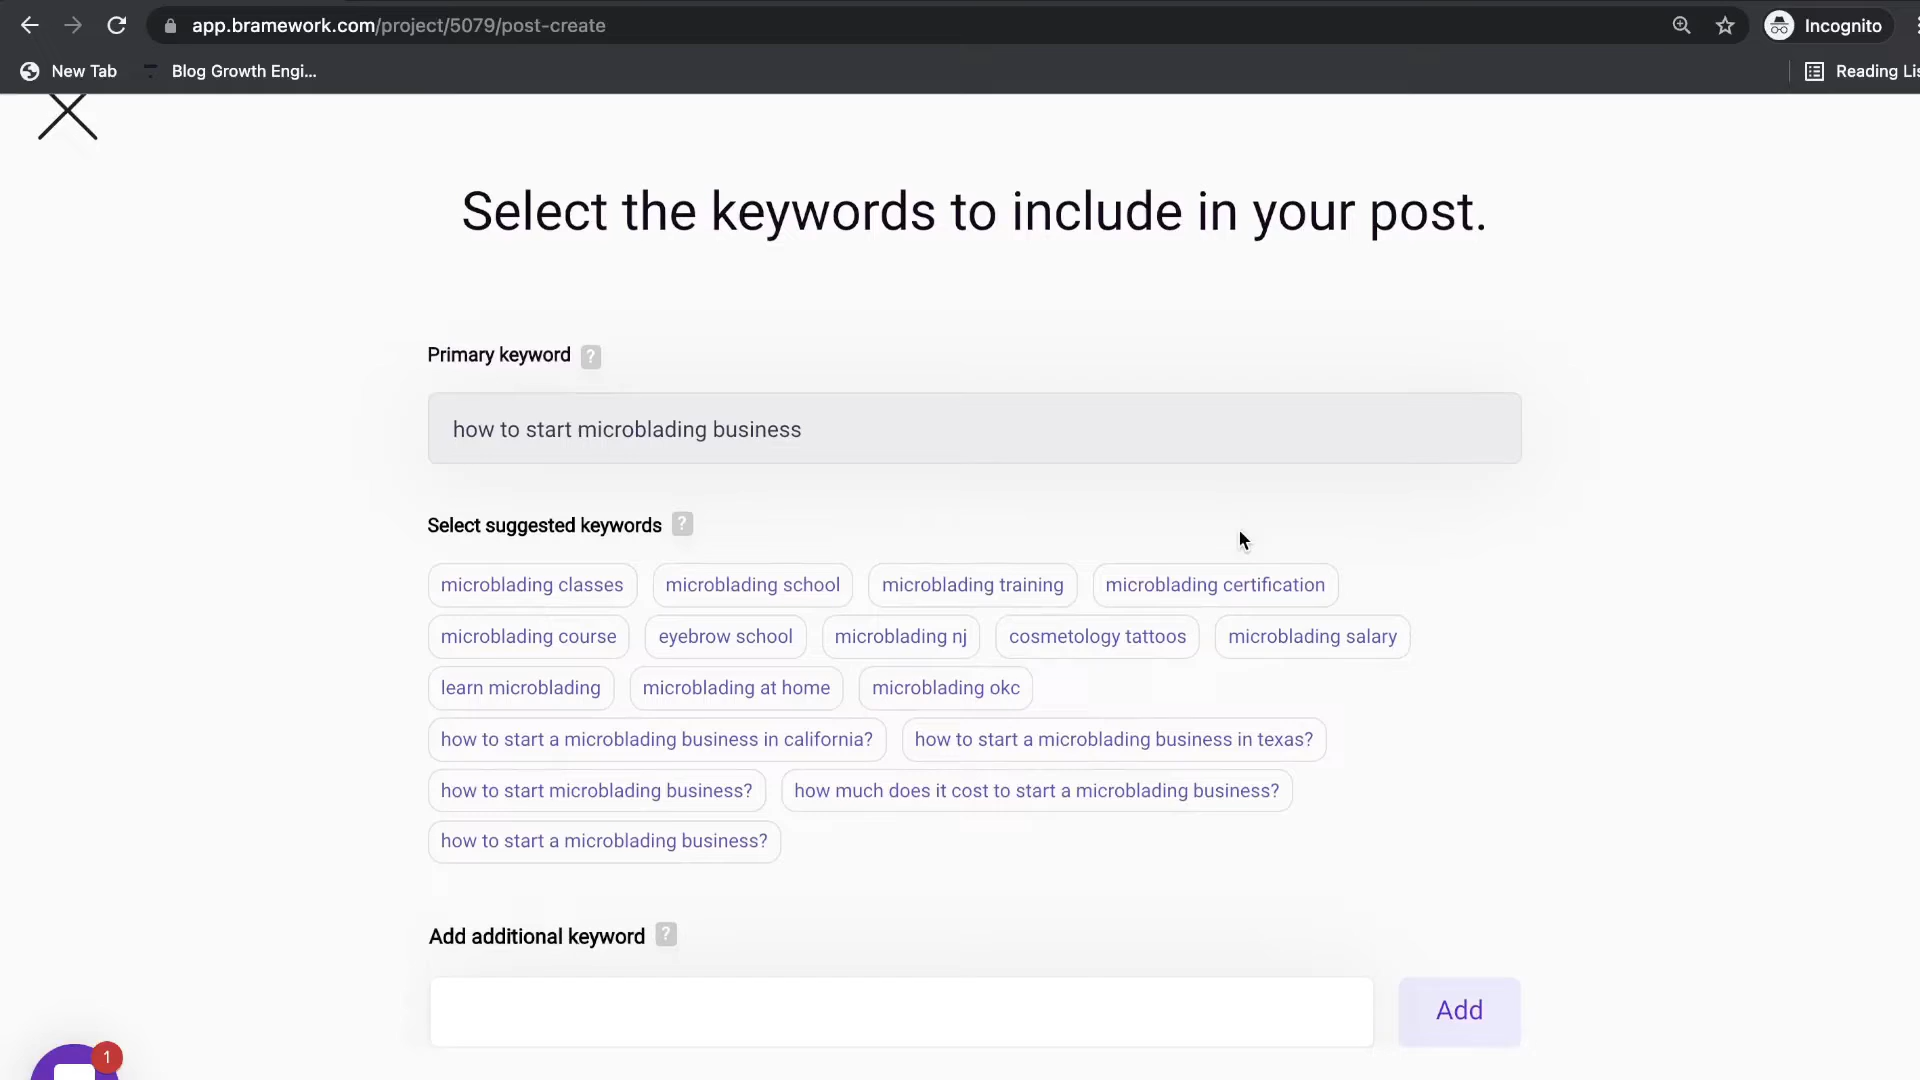 app.bramework.com/project/5079/post-create
Incognito
New Tab
Blog Growth Engi...
Reading Lis
Select the keywords to include in your post.
Primary keyword ?
how to start microblading business
Select suggested keywords ?
microblading classes microblading school microblading training microblading certification
microblading course eyebrow school microblading nj cosmetology tattoos microblading salary
learn microblading microblading at home microblading okc
how to start a microblading business in california? how to start a microblading business in texas?
how to start microblading business? how much does it cost to start a microblading business?
how to start a microblading business?
Add additional keyword ?
Add
1